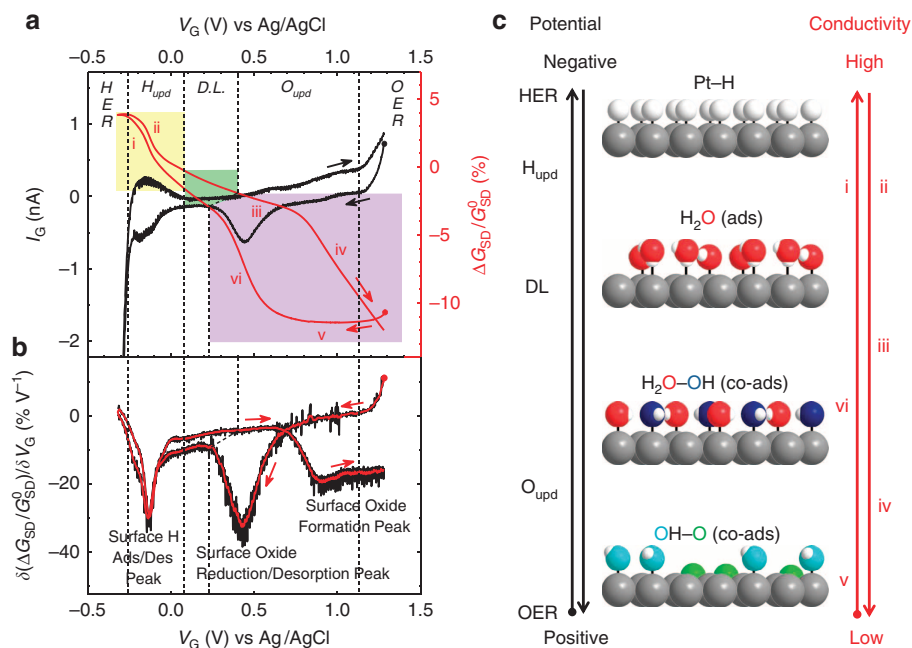 a
V_G (V) vs Ag/AgCl
−0.5 0.0 0.5 1.0 1.5
HER
H_upd
D.L.
O_upd
OER
I_G (nA)
1
0
−1
−2
5
0
−5
−10
ΔG_SD/G⁰_SD (%)
i
ii
iii
iv
v
vi
b
δ(ΔG_SD/G⁰_SD)/δV_G (% V⁻¹)
0
−20
−40
Surface H
Ads/Des
Peak
Surface Oxide
Reduction/Desorption Peak
Surface Oxide
Formation Peak
−0.5 0.0 0.5 1.0 1.5
V_G (V) vs Ag/AgCl
c
Potential
Conductivity
Negative
High
HER
H_upd
DL
O_upd
OER
Positive
Pt–H
H₂O (ads)
H₂O–OH (co-ads)
OH–O (co-ads)
i
ii
iii
vi
iv
v
Low